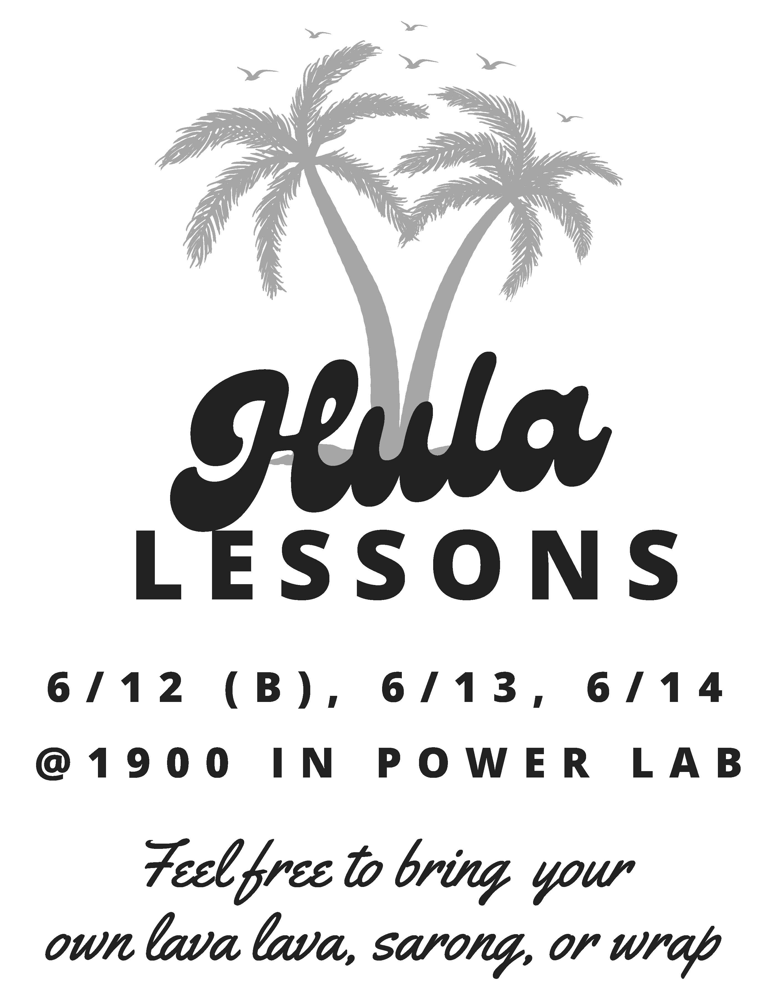 Hula
LESSONS
6/12 (B), 6/13, 6/14
@1900 IN POWER LAB
Feel free to bring your
own lava lava, sarong, or wrap